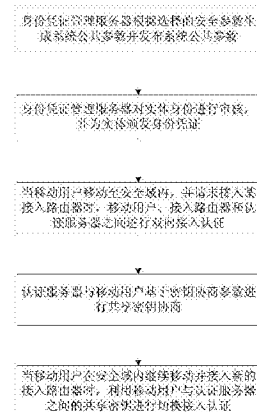 身份凭证管理服务器根据选择的安全参数生
成系统公共参数并发布系统公共参数
身份凭证管理服务器对实体身份进行审核，
并为实体颁发身份凭证
当移动用户移动至安全域内，并请求接入某
接入路由器时，移动用户、接入路由器和认
证服务器之间进行双向接入认证
认证服务器与移动用户基于密钥协商参数进
行共享密钥协商
当移动用户在安全域内继续移动并接入新的
接入路由器时，利用移动用户与认证服务器
之间的共享密钥进行切换接入认证